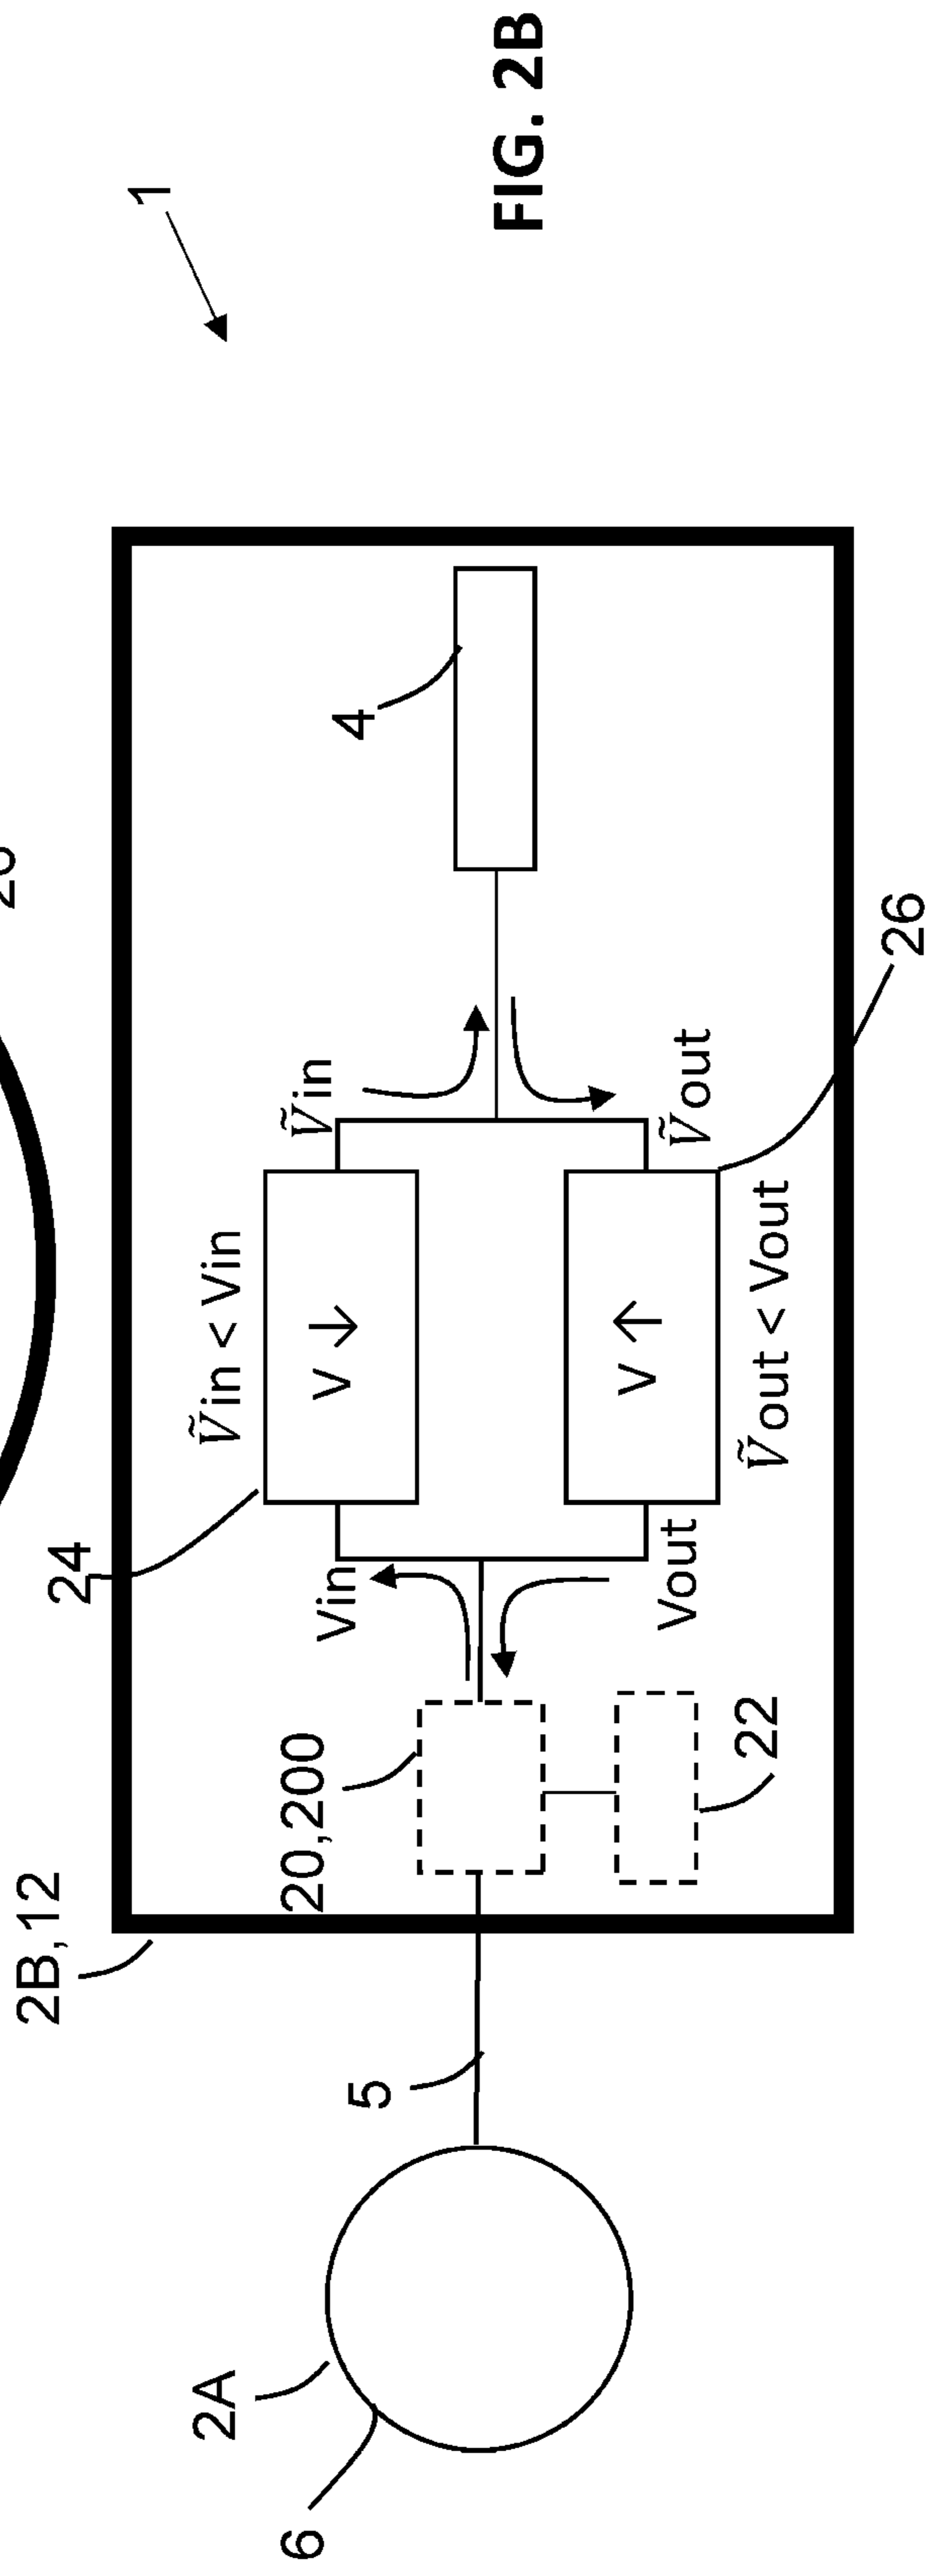 FIG. 2B
1
2B,12
24
Ṽin < Vin
V ↓
Vin
Ṽin
4
20,200
22
V ↑
Vout
Ṽout
Ṽout < Vout
26
5
2A
6